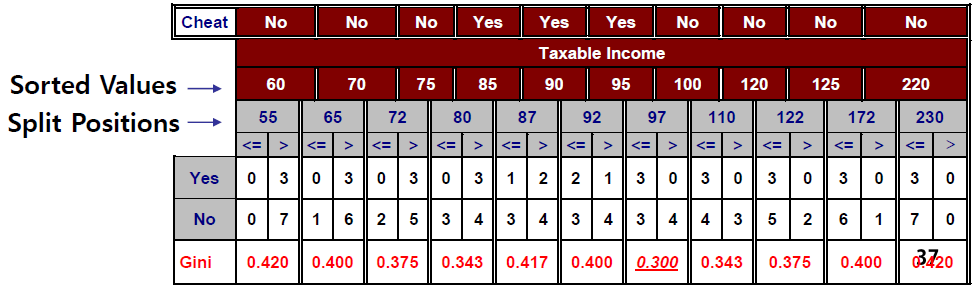 Cheat No No No Yes Yes Yes No No No No
Taxable Income
Sorted Values 60 70 75 85 90 95 100 120 125 220
Split Positions 55 65 72 80 87 92 97 110 122 172 230
<= > <= > <= > <= > <= > <= > <= > <= > <= > <= > <= >
Yes 0 3 0 3 0 3 0 3 1 2 2 1 3 0 3 0 3 0 3 0 3 0
No 0 7 1 6 2 5 3 4 3 4 3 4 3 4 4 3 5 2 6 1 7 0
Gini 0.420 0.400 0.375 0.343 0.417 0.400 0.300 0.343 0.375 0.400 0.420
37